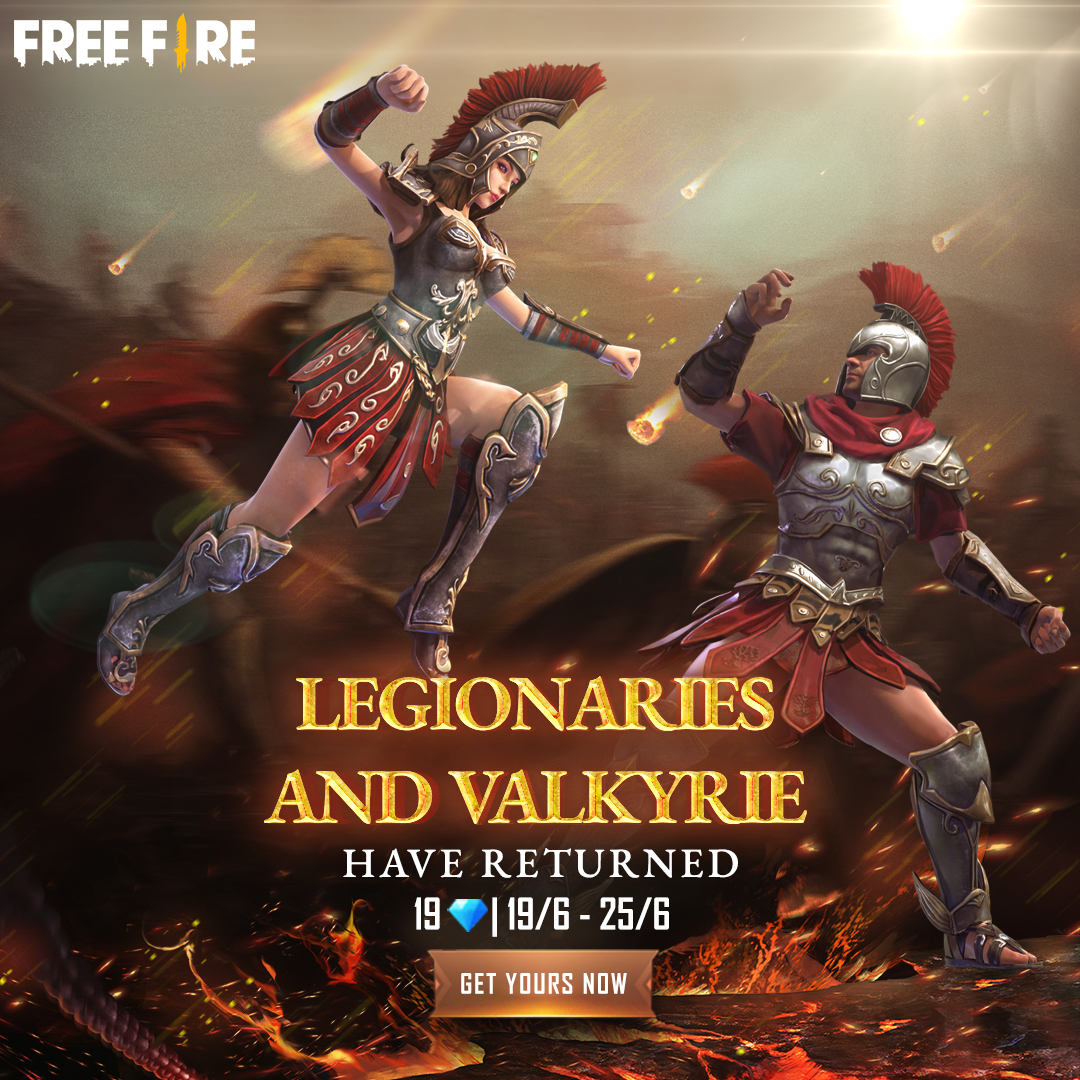 FREE FIRE
LEGIONARIES
AND VALKYRIE
HAVE RETURNED
19 💎 | 19/6 - 25/6
GET YOURS NOW